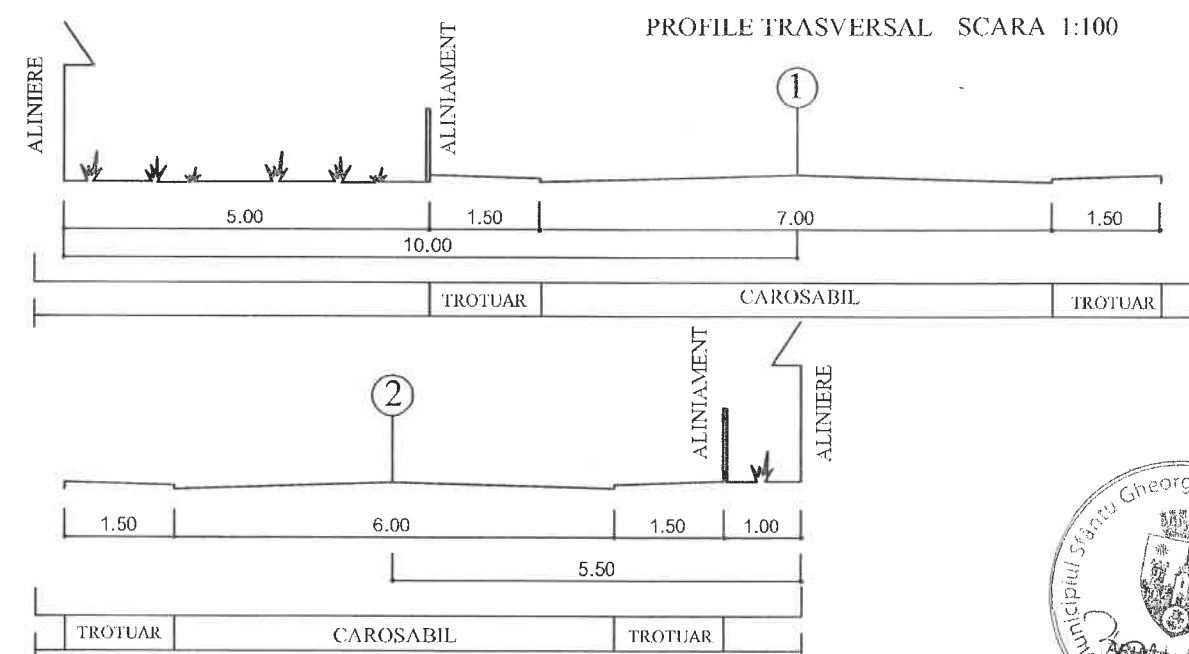 PROFILE TRASVERSAL SCARA 1:100
ALINIERE
ALINIAMENT
1
5.00 1.50 7.00 1.50
10.00
TROTUAR CAROSABIL TROTUAR
ALINIAMENT
ALINIERE
2
1.50 6.00 1.50 1.00
5.50
TROTUAR CAROSABIL TROTUAR
Sfântu